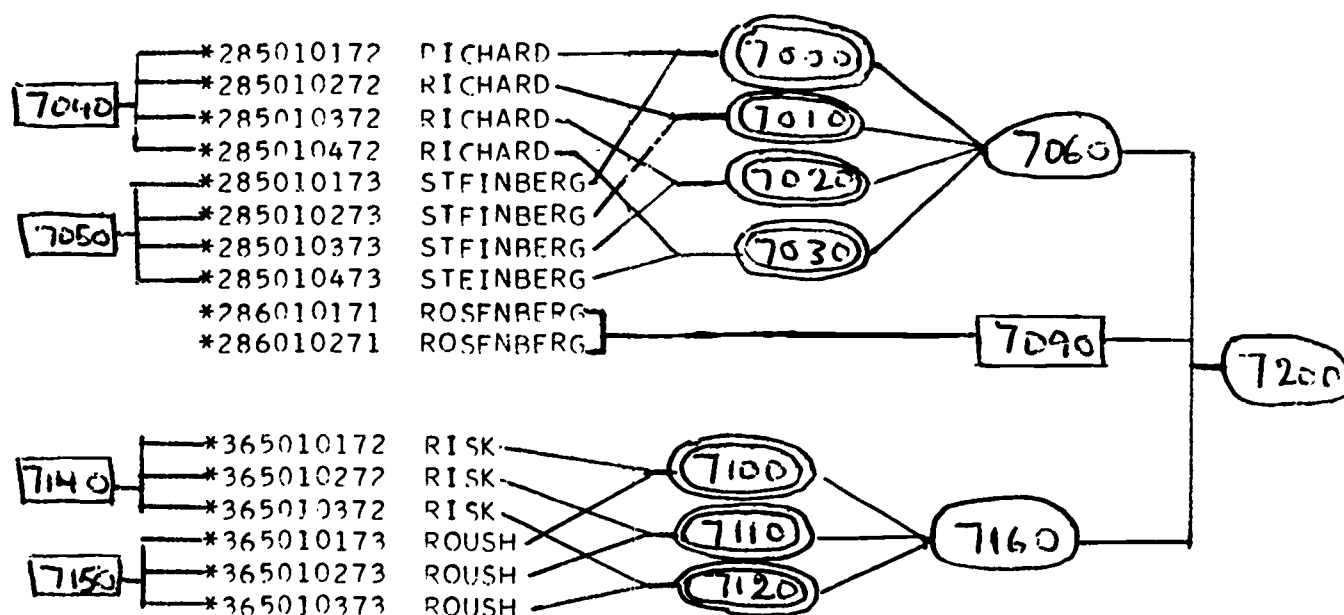 *285010172 RICHARD 7000
*285010272 RICHARD 7010
7040
*285010372 RICHARD
*285010472 RICHARD 7060
*285010173 STEINBERG 7020
*285010273 STEINBERG
7050
*285010373 STEINBERG 7030
*285010473 STEINBERG
*286010171 ROSENBERG
*286010271 ROSENBERG 7090
7200
*365010172 RISK 7100
7140
*365010272 RISK
*365010372 RISK
*365010173 ROUSH 7110 7160
7150
*365010273 ROUSH 7120
*365010373 ROUSH